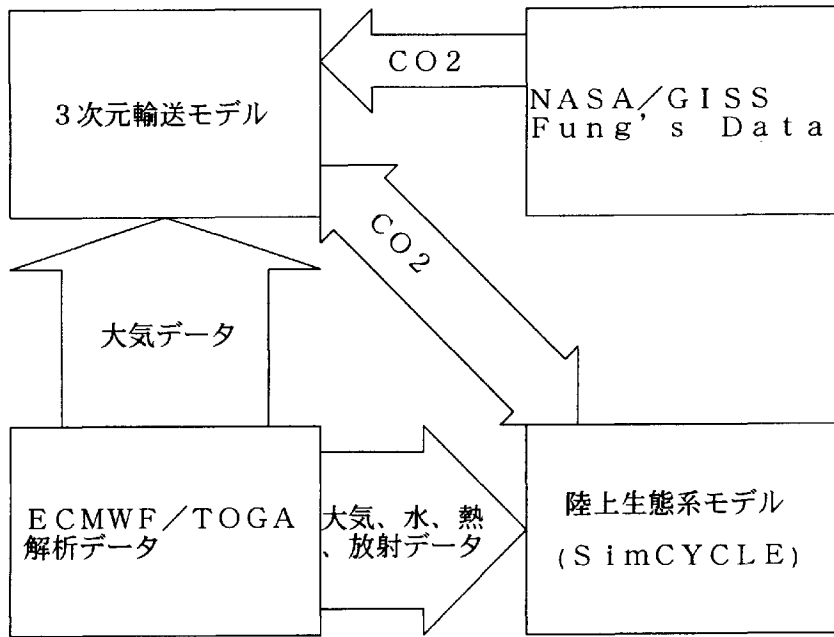 CO2
3次元輸送モデル
NASA/GISS
Fung's Data
CO2
大気データ
ECMWF/TOGA
解析データ
大気、水、熱
、放射データ
陸上生態系モデル
(SimCYCLE)